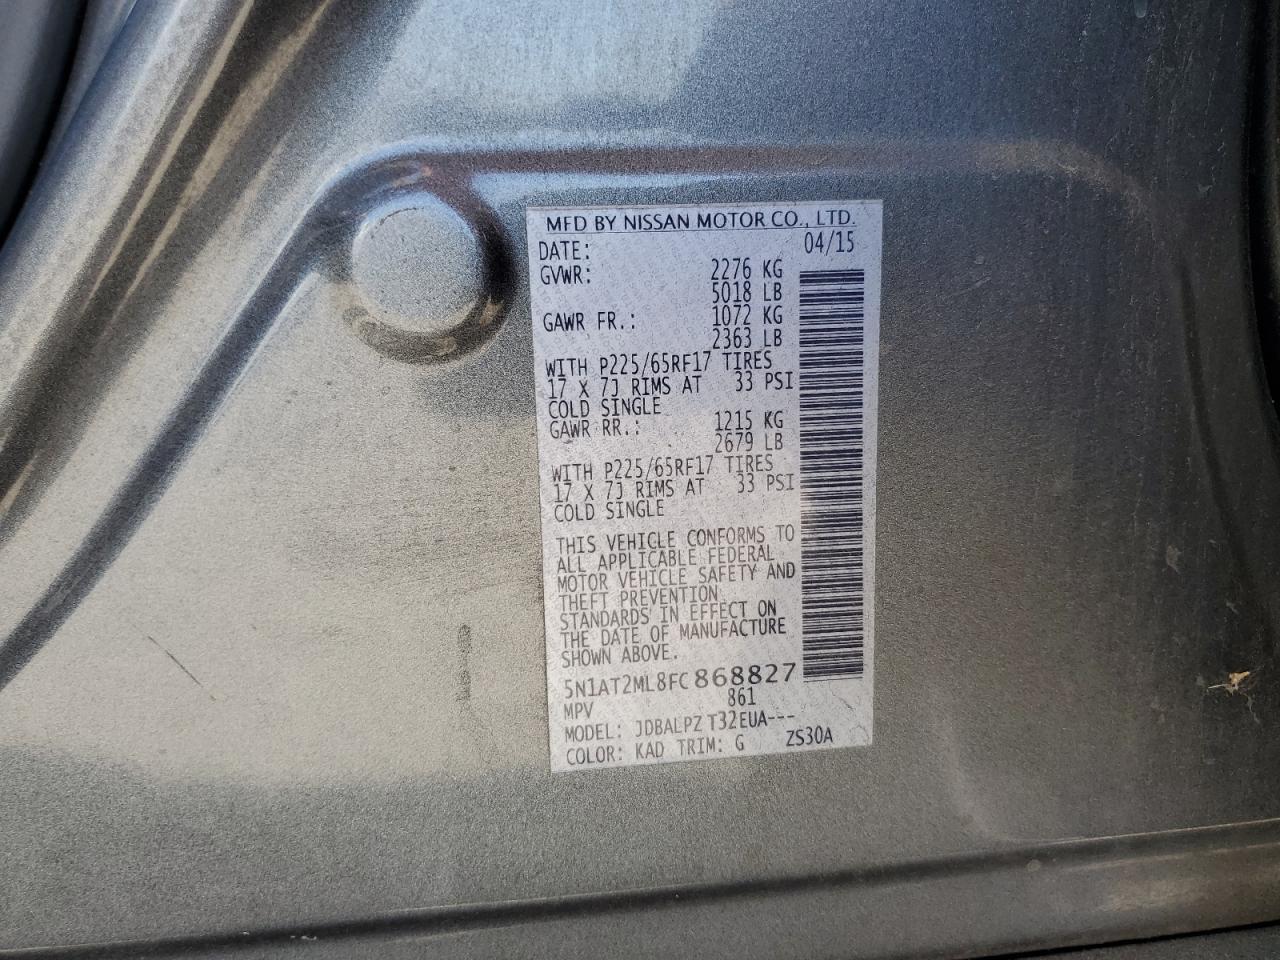 MFD BY NISSAN MOTOR CO., LTD.
DATE: 04/15
GVWR: 2276 KG
5018 LB
GAWR FR.: 1072 KG
2363 LB
WITH P225/65RF17 TIRES
17 X 7J RIMS AT 33 PSI
COLD SINGLE
GAWR RR.: 1215 KG
2679 LB
WITH P225/65RF17 TIRES
17 X 7J RIMS AT 33 PSI
COLD SINGLE
THIS VEHICLE CONFORMS TO
ALL APPLICABLE FEDERAL
MOTOR VEHICLE SAFETY AND
THEFT PREVENTION
STANDARDS IN EFFECT ON
THE DATE OF MANUFACTURE
SHOWN ABOVE.
5N1AT2ML8FC868827
MPV 861
MODEL: JDBALPZ T32EUA---
COLOR: KAD TRIM: G ZS30A